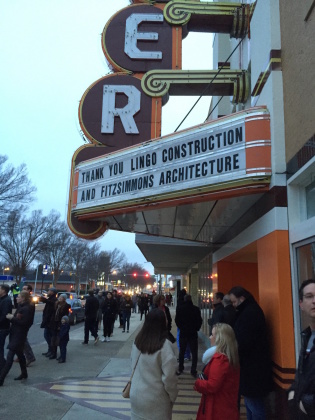 E
R
THANK YOU LINGO CONSTRUCTION
AND FITZSIMMONS ARCHITECTURE